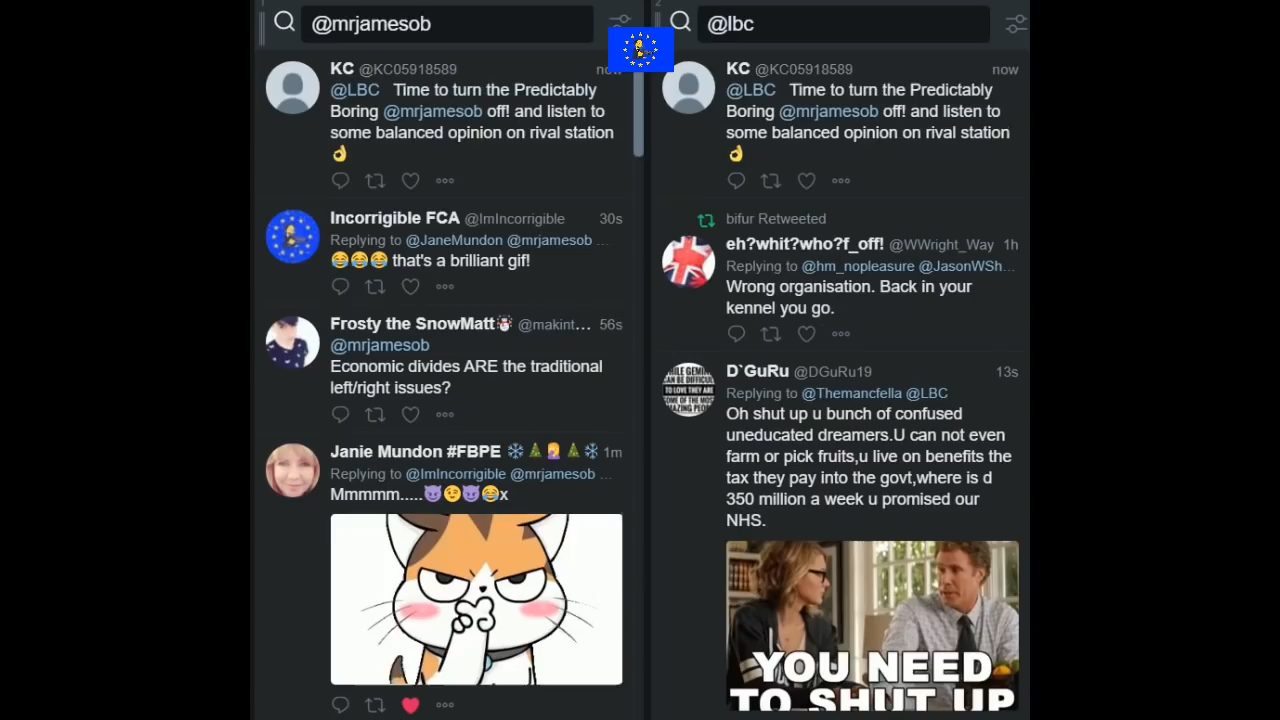 @mrjamesob
KC @KC05918589 now
@LBC Time to turn the Predictably
Boring @mrjamesob off! and listen to
some balanced opinion on rival station
👌
Incorrigible FCA @ImIncorrigible 30s
Replying to @JaneMundon @mrjamesob ...
😂😂😂 that's a brilliant gif!
Frosty the SnowMatt☃ @makint... 56s
@mrjamesob
Economic divides ARE the traditional
left/right issues?
Janie Mundon #FBPE ❄🎄🤦‍♀️🎄❄ 1m
Replying to @ImIncorrigible @mrjamesob ...
Mmmmm.....😈😉😈😂x
2
@lbc
KC @KC05918589 now
@LBC Time to turn the Predictably
Boring @mrjamesob off! and listen to
some balanced opinion on rival station
👌
bifur Retweeted
eh?whit?who?f_off! @WWright_Way 1h
Replying to @hm_nopleasure @JasonWSh...
Wrong organisation. Back in your
kennel you go.
D`GuRu @DGuRu19 13s
Replying to @Themancfella @LBC
Oh shut up u bunch of confused
uneducated dreamers.U can not even
farm or pick fruits,u live on benefits the
tax they pay into the govt,where is d
350 million a week u promised our
NHS.
YOU NEED
TO SHUT UP